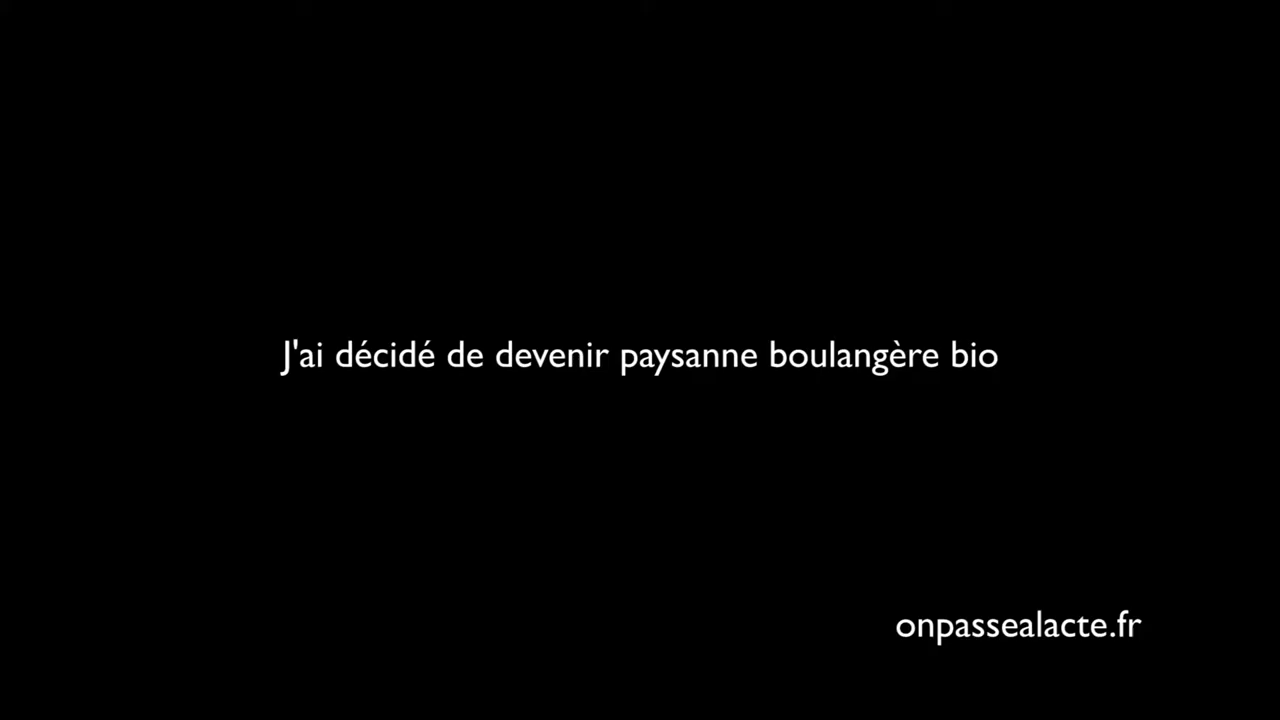 J'ai décidé de devenir paysanne boulangère bio
onpassealacte.fr